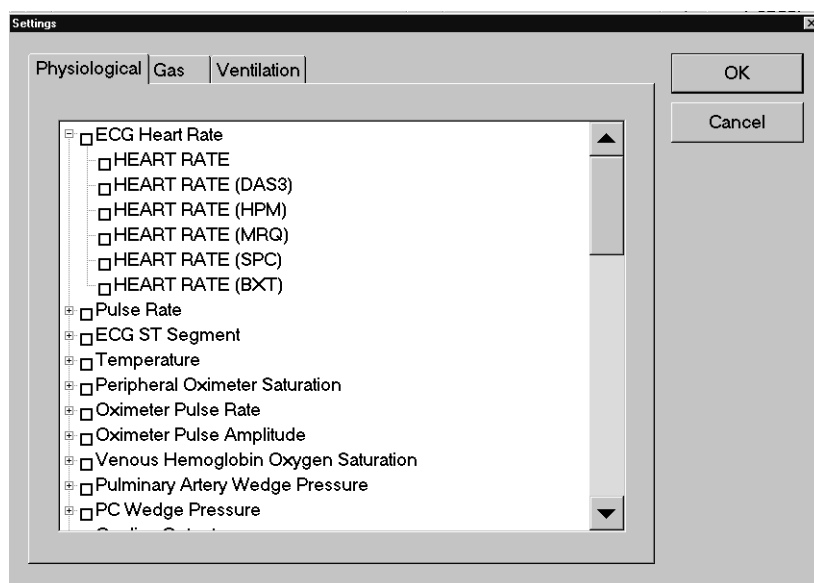 Settings
Physiological Gas Ventilation
OK
Cancel
ECG Heart Rate
HEART RATE
HEART RATE (DAS3)
HEART RATE (HPM)
HEART RATE (MRQ)
HEART RATE (SPC)
HEART RATE (BXT)
Pulse Rate
ECG ST Segment
Temperature
Peripheral Oximeter Saturation
Oximeter Pulse Rate
Oximeter Pulse Amplitude
Venous Hemoglobin Oxygen Saturation
Pulminary Artery Wedge Pressure
PC Wedge Pressure